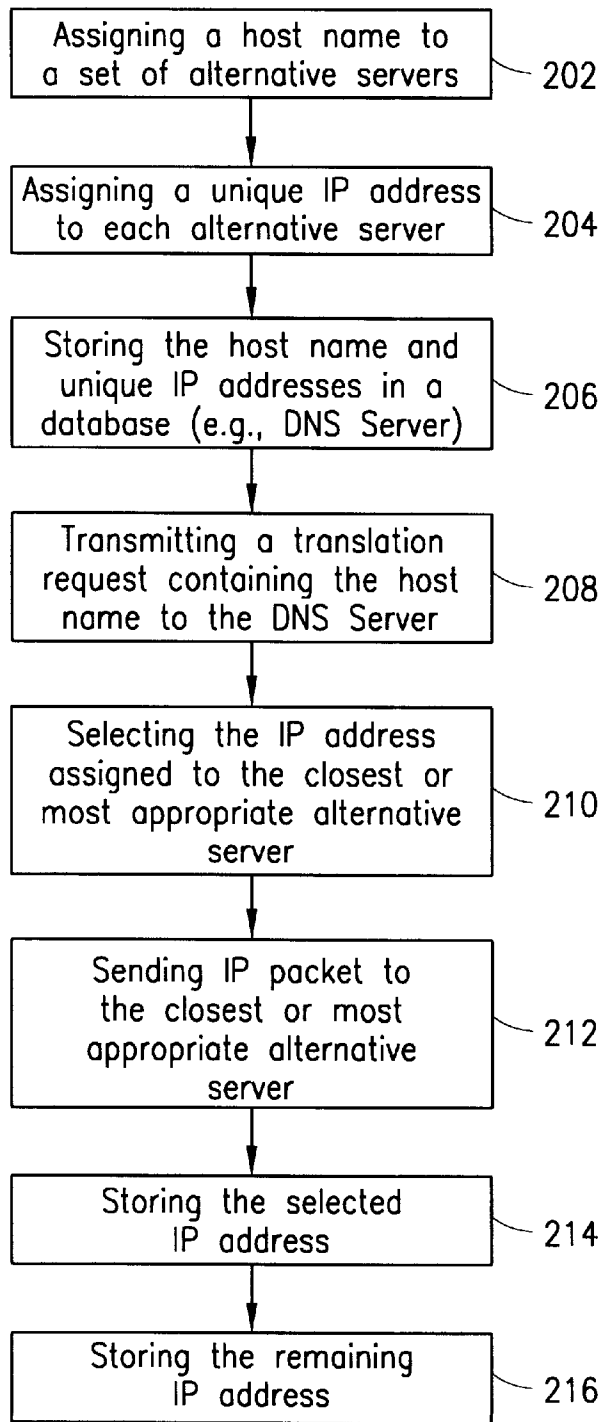 Assigning a host name to
a set of alternative servers
202
Assigning a unique IP address
to each alternative server
204
Storing the host name and
unique IP addresses in a
database (e.g., DNS Server)
206
Transmitting a translation
request containing the host
name to the DNS Server
208
Selecting the IP address
assigned to the closest or
most appropriate alternative
server
210
Sending IP packet to
the closest or most
appropriate alternative
server
212
Storing the selected
IP address
214
Storing the remaining
IP address
216